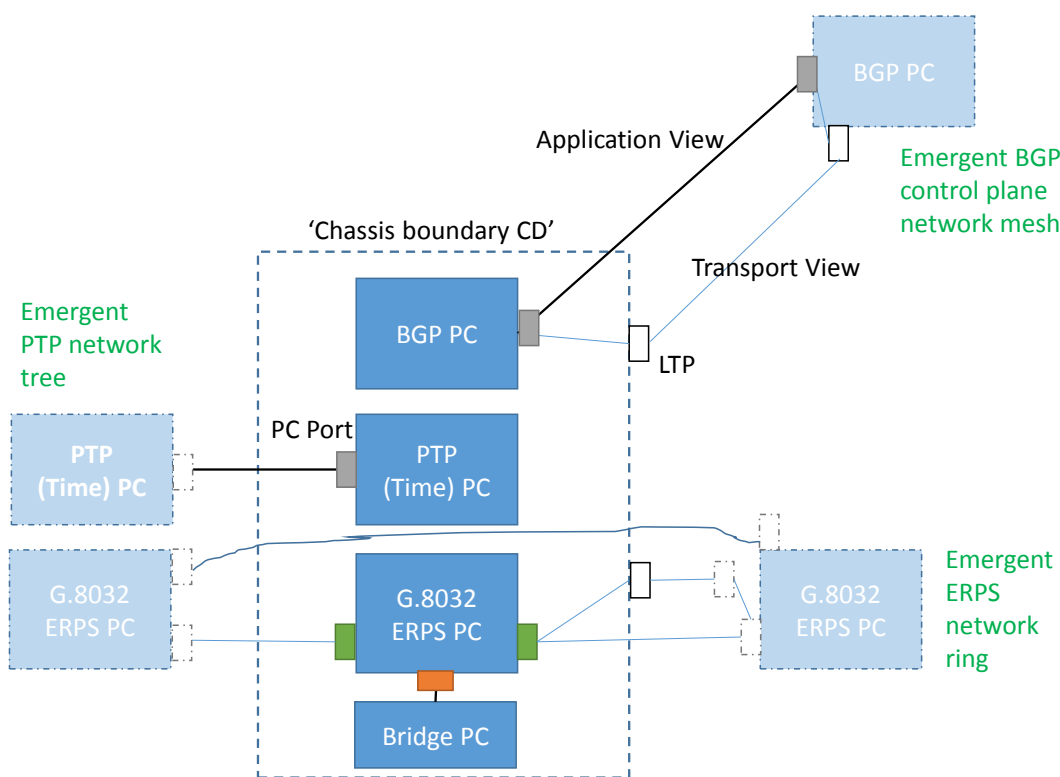 BGP PC
Application View
Emergent BGP
control plane
network mesh
‘Chassis boundary CD’
Transport View
Emergent
PTP network
tree
BGP PC
LTP
PC Port
PTP
(Time) PC
PTP
(Time) PC
G.8032
ERPS PC
G.8032
ERPS PC
G.8032
ERPS PC
Emergent
ERPS
network
ring
Bridge PC